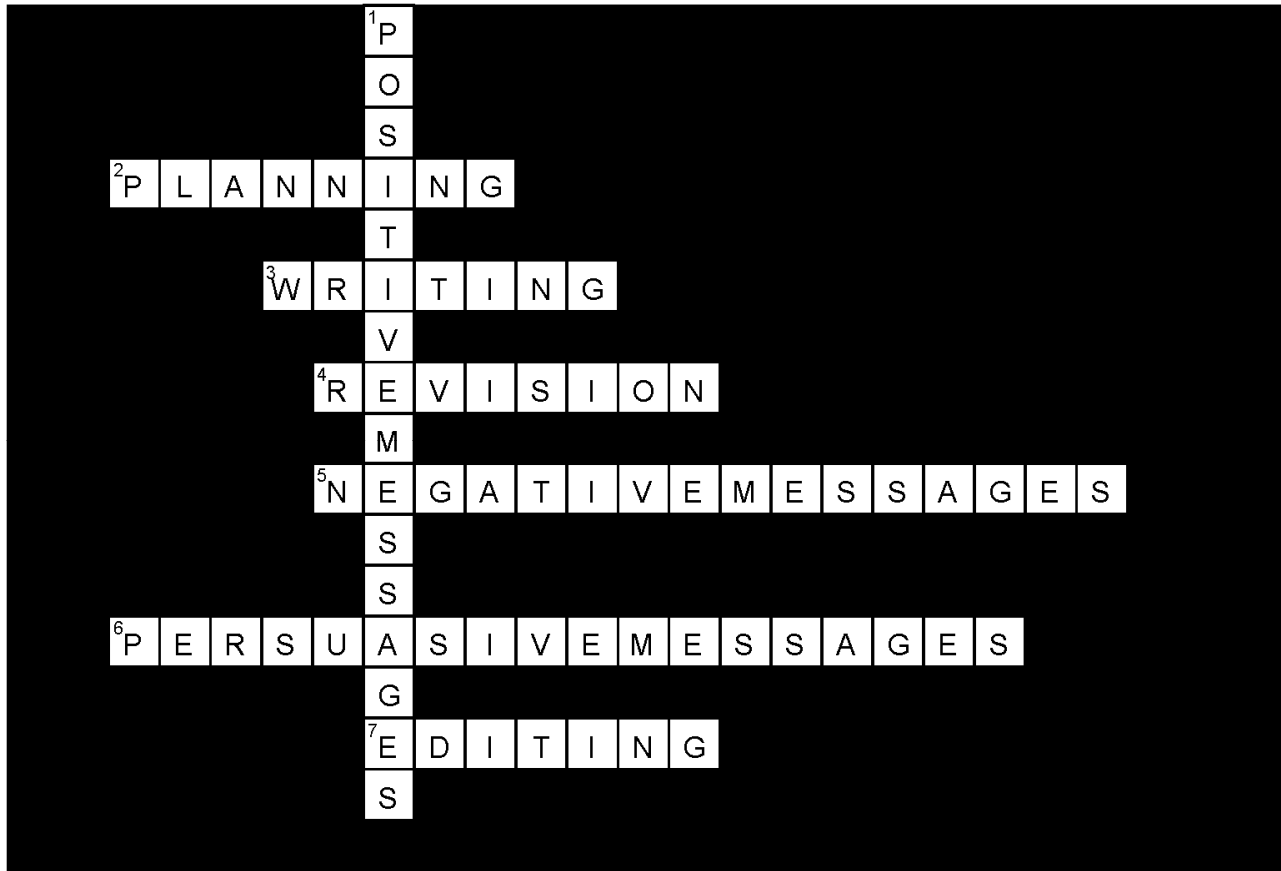 1P
O
S
2PLANNING
T
3WRITING
V
4REVISION
M
5NEGATIVEMESSAGES
S
S
6PERSUASIVEMESSAGES
G
7EDITING
S